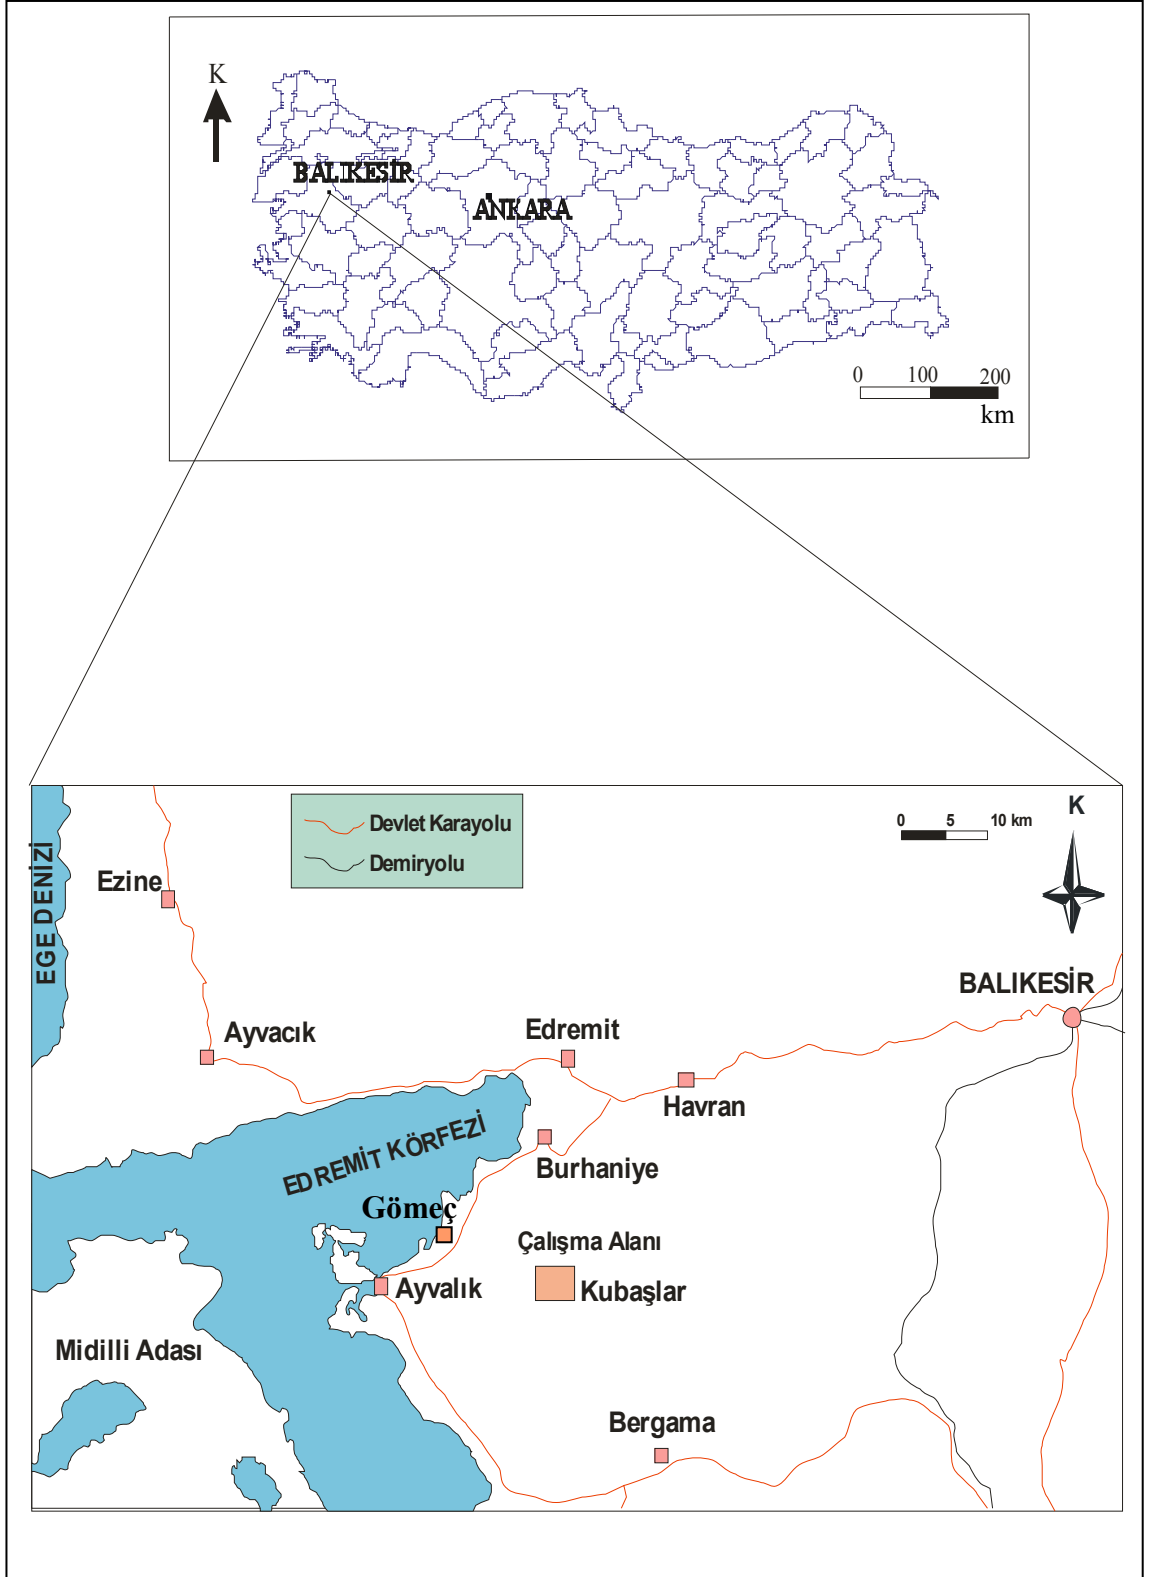 K
BALIKESİR
ANKARA
0 100 200
km
Devlet Karayolu
Demiryolu
0 5 10 km
K
EGE DENİZİ
Ezine
BALIKESİR
Ayvacık
Edremit
Havran
EDREMİT KÖRFEZİ
Burhaniye
Gömeç
Çalışma Alanı
Ayvalık
Kubaşlar
Midilli Adası
Bergama